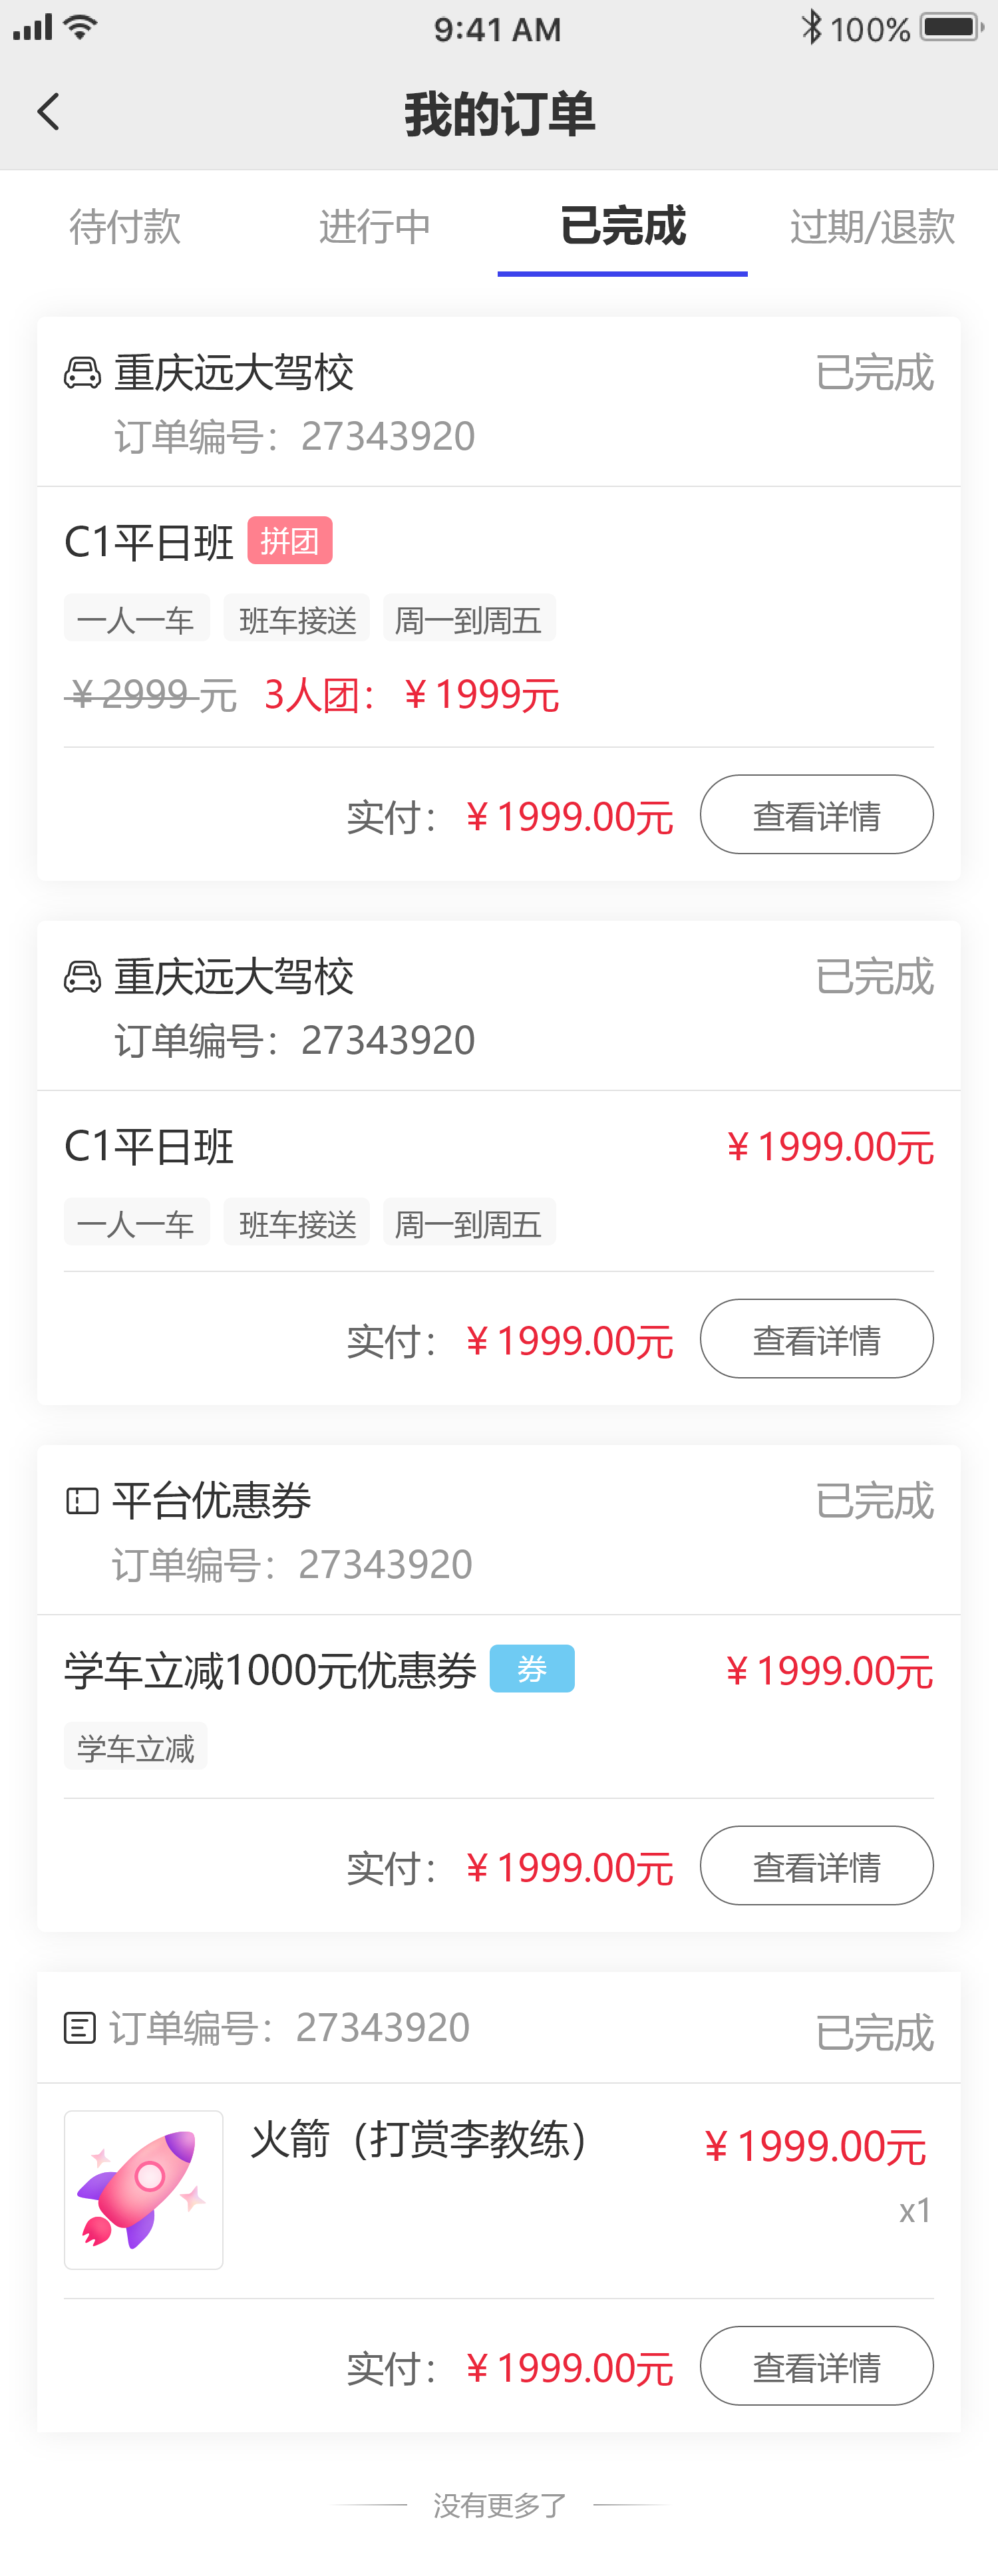 9:41 AM 100%
我的订单
待付款 进行中 已完成 过期/退款
重庆远大驾校 已完成
订单编号：27343920
C1平日班 拼团
一人一车 班车接送 周一到周五
¥2999元 3人团：¥1999元
实付：¥1999.00元 查看详情
重庆远大驾校 已完成
订单编号：27343920
C1平日班 ¥1999.00元
一人一车 班车接送 周一到周五
实付：¥1999.00元 查看详情
平台优惠券 已完成
订单编号：27343920
学车立减1000元优惠券 券 ¥1999.00元
学车立减
实付：¥1999.00元 查看详情
订单编号：27343920 已完成
火箭（打赏李教练） ¥1999.00元
x1
实付：¥1999.00元 查看详情
没有更多了